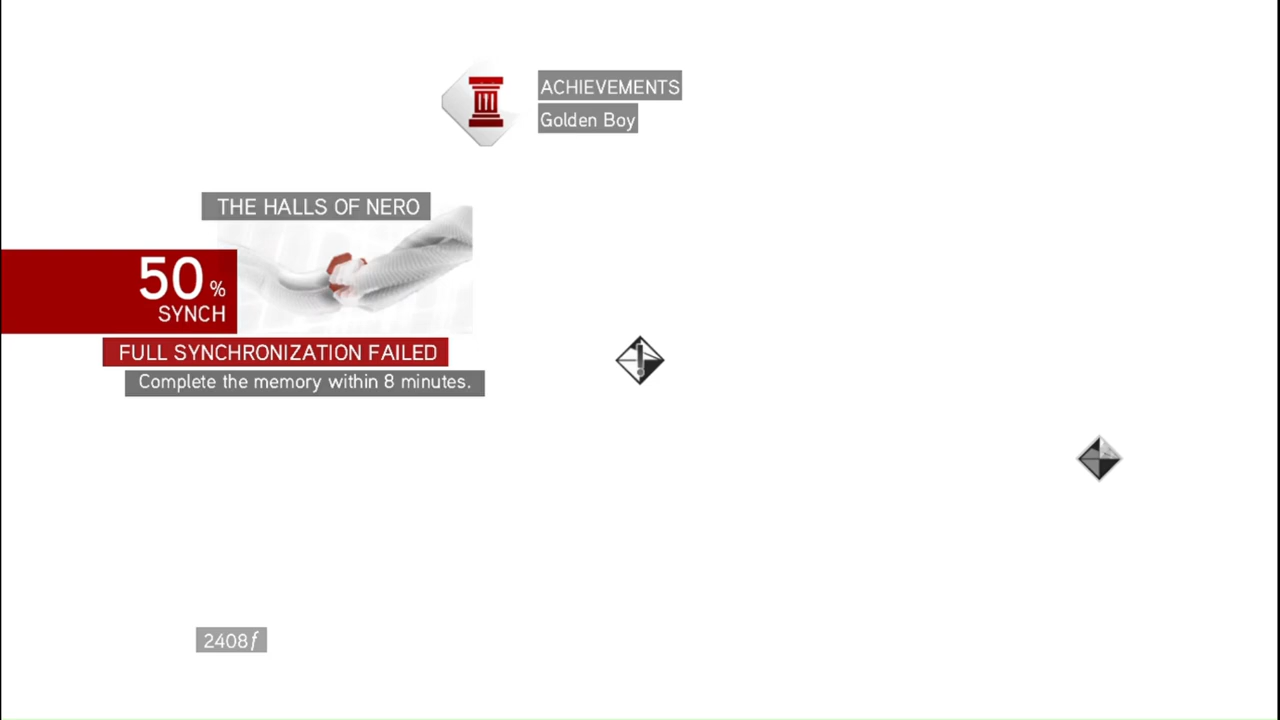 ACHIEVEMENTS
Golden Boy
THE HALLS OF NERO
50 %
SYNCH
FULL SYNCHRONIZATION FAILED
Complete the memory within 8 minutes.
2408ƒ